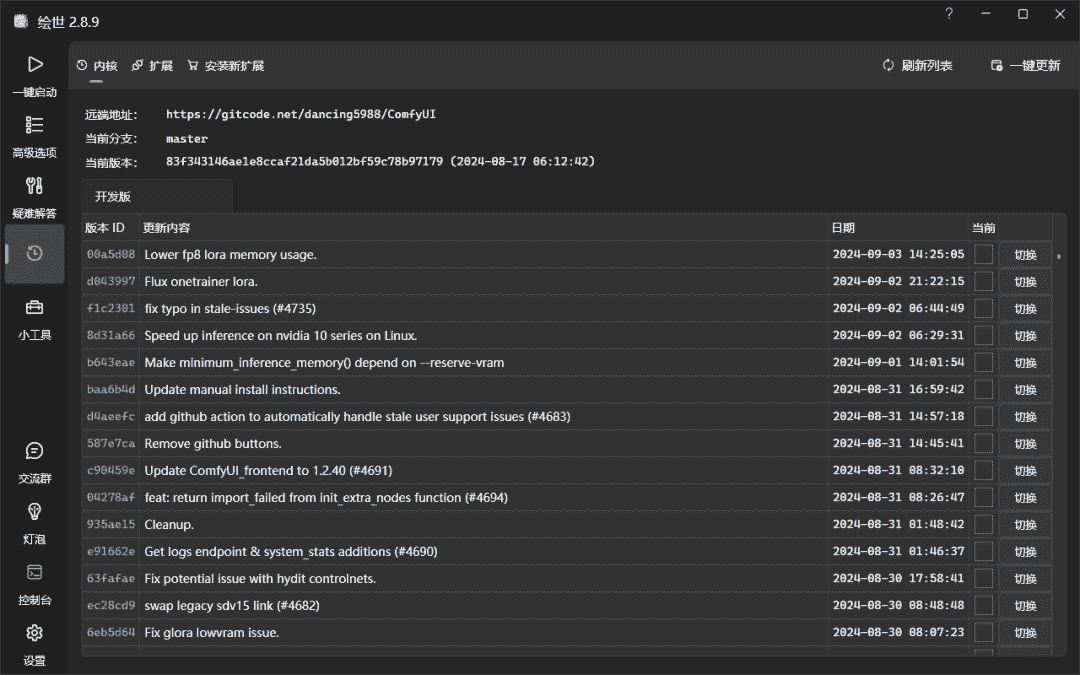 绘世 2.8.9
?
一键启动
高级选项
疑难解答
小工具
交流群
灯泡
控制台
设置
内核 扩展 安装新扩展 刷新列表 一键更新
远端地址: https://gitcode.net/dancing5988/ComfyUI
当前分支: master
当前版本: 83f343146ae1e8ccaf21da5b012bf59c78b97179 (2024-08-17 06:12:42)
开发版
版本 ID 更新内容 日期 当前
00a5d08 Lower fp8 lora memory usage. 2024-09-03 14:25:05 切换
d043997 Flux onetrainer lora. 2024-09-02 21:22:15 切换
f1c2301 fix typo in stale-issues (#4735) 2024-09-02 06:44:49 切换
8d31a66 Speed up inference on nvidia 10 series on Linux. 2024-09-02 06:29:31 切换
b643eae Make minimum_inference_memory() depend on --reserve-vram 2024-09-01 14:01:54 切换
baa6b4d Update manual install instructions. 2024-08-31 16:59:42 切换
d4aeefc add github action to automatically handle stale user support issues (#4683) 2024-08-31 14:57:18 切换
587e7ca Remove github buttons. 2024-08-31 14:45:41 切换
c90459e Update ComfyUI_frontend to 1.2.40 (#4691) 2024-08-31 08:32:10 切换
04278af feat: return import_failed from init_extra_nodes function (#4694) 2024-08-31 08:26:47 切换
935ae15 Cleanup. 2024-08-31 01:48:42 切换
e91662e Get logs endpoint & system_stats additions (#4690) 2024-08-31 01:46:37 切换
63fafae Fix potential issue with hydit controlnets. 2024-08-30 17:58:41 切换
ec28cd9 swap legacy sdv15 link (#4682) 2024-08-30 08:48:48 切换
6eb5d64 Fix glora lowvram issue. 2024-08-30 08:07:23 切换